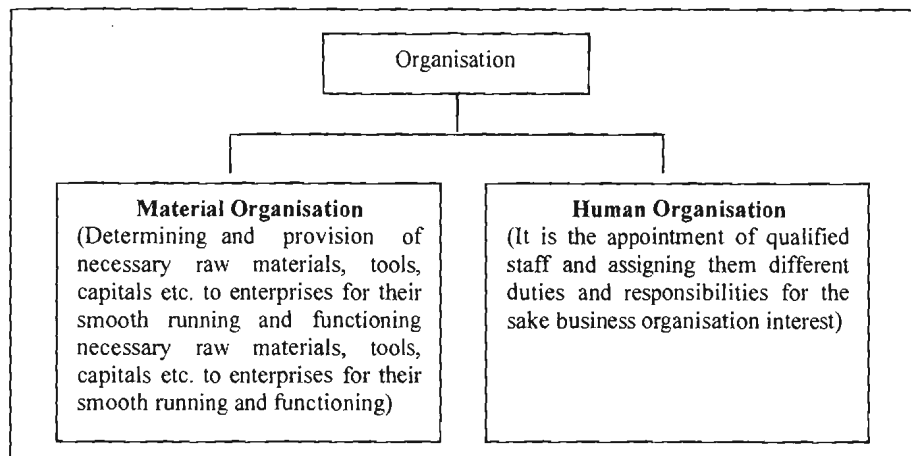 Organisation
Material Organisation
(Determining and provision of
necessary raw materials, tools,
capitals etc. to enterprises for their
smooth running and functioning
necessary raw materials, tools,
capitals etc. to enterprises for their
smooth running and functioning)
Human Organisation
(It is the appointment of qualified
staff and assigning them different
duties and responsibilities for the
sake business organisation interest)